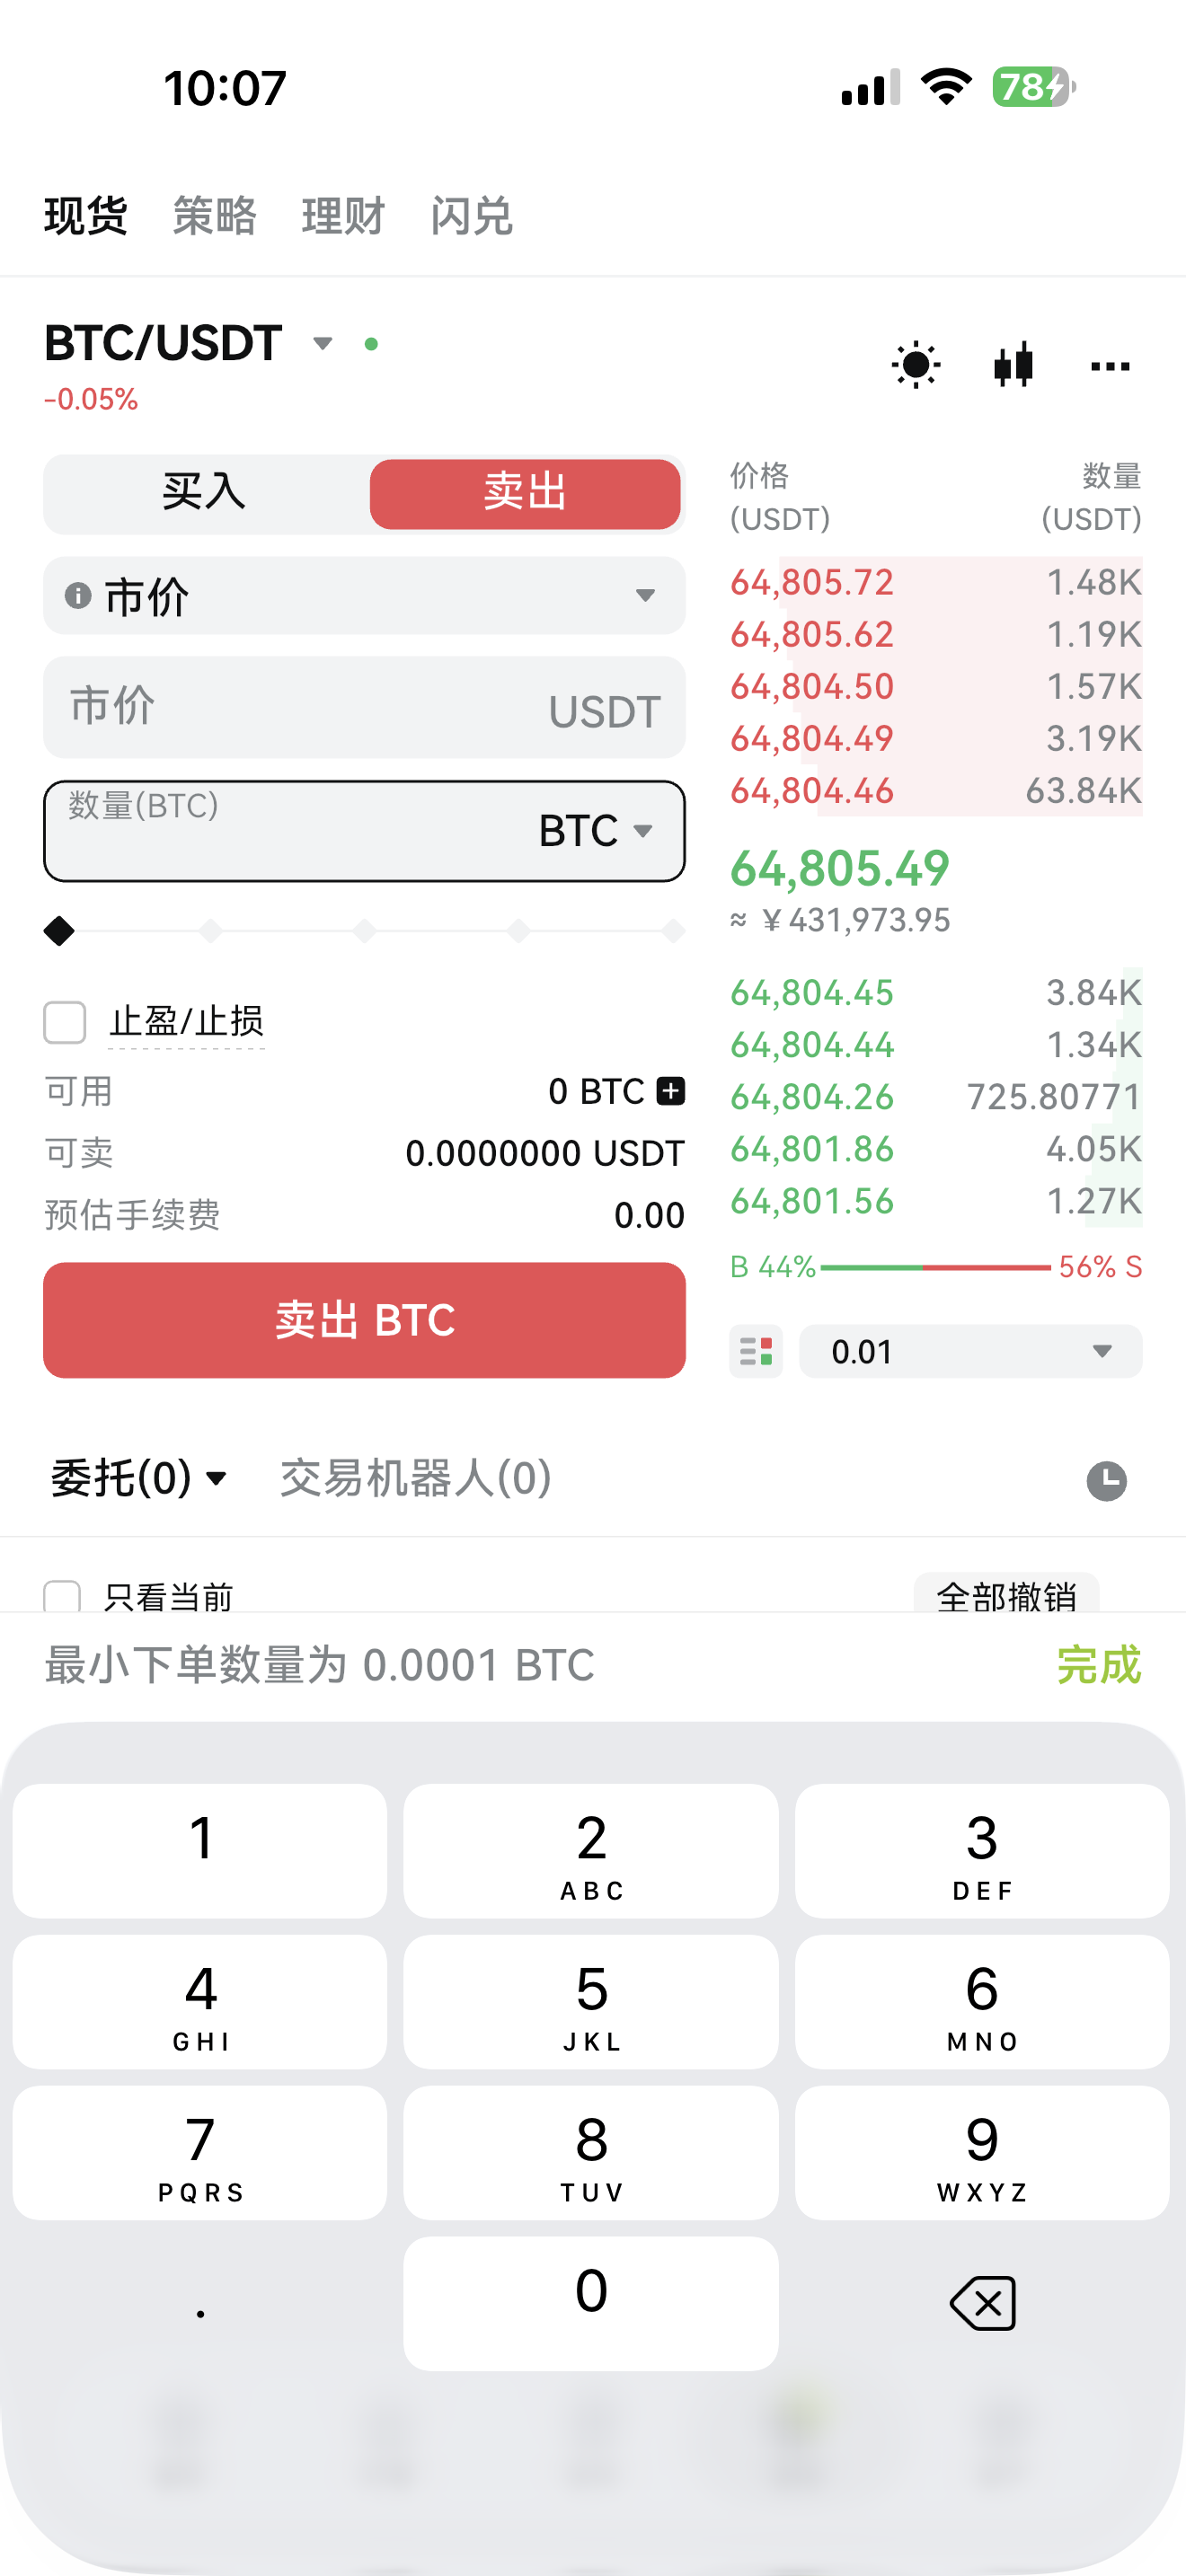 10:07
78
现货 策略 理财 闪兑
BTC/USDT
-0.05%
买入 卖出
市价
市价 USDT
数量(BTC)
BTC
止盈/止损
可用 0 BTC
可卖 0.0000000 USDT
预估手续费 0.00
卖出 BTC
价格 数量
(USDT) (USDT)
64,805.72 1.48K
64,805.62 1.19K
64,804.50 1.57K
64,804.49 3.19K
64,804.46 63.84K
64,805.49
≈ ¥431,973.95
64,804.45 3.84K
64,804.44 1.34K
64,804.26 725.80771
64,801.86 4.05K
64,801.56 1.27K
B 44% 56% S
0.01
委托(0) 交易机器人(0)
只看当前 全部撤销
最小下单数量为 0.0001 BTC 完成
1 2 3
ABC DEF
4 5 6
GHI JKL MNO
7 8 9
PQRS TUV WXYZ
. 0